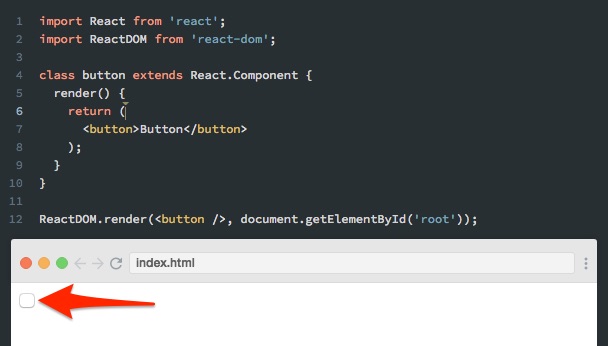 1 import React from 'react';
2 import ReactDOM from 'react-dom';
3
4 class button extends React.Component {
5   render() {
6     return (
7       <button>Button</button>
8     );
9   }
10 }
11
12 ReactDOM.render(<button />, document.getElementById('root'));
index.html